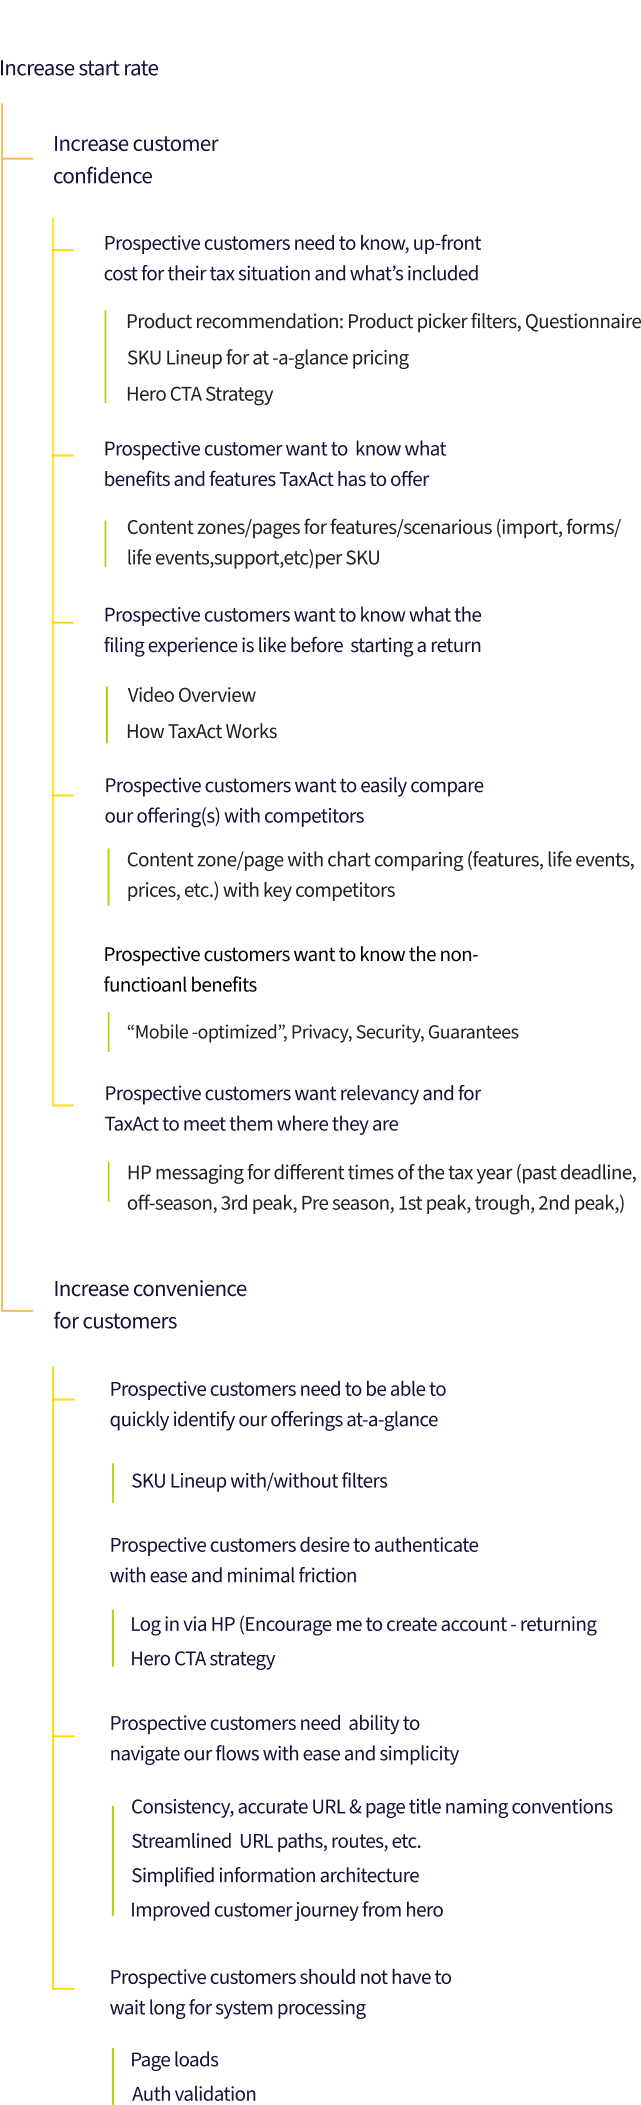 Increase start rate
Increase customer
confidence
Prospective customers need to know, up-front
cost for their tax situation and what's included
Product recommendation: Product picker filters, Questionnaire
SKU Lineup for at -a-glance pricing
Hero CTA Strategy
Prospective customer want to  know what
benefits and features TaxAct has to offer
Content zones/pages for features/scenarious (import, forms/
life events,support,etc)per SKU
Prospective customers want to know what the
filing experience is like before  starting a return
Video Overview
How TaxAct Works
Prospective customers want to easily compare
our offering(s) with competitors
Content zone/page with chart comparing (features, life events,
prices, etc.) with key competitors
Prospective customers want to know the non-
functioanl benefits
“Mobile -optimized”, Privacy, Security, Guarantees
Prospective customers want relevancy and for
TaxAct to meet them where they are
HP messaging for different times of the tax year (past deadline,
off-season, 3rd peak, Pre season, 1st peak, trough, 2nd peak,)
Increase convenience
for customers
Prospective customers need to be able to
quickly identify our offerings at-a-glance
SKU Lineup with/without filters
Prospective customers desire to authenticate
with ease and minimal friction
Log in via HP (Encourage me to create account - returning
Hero CTA strategy
Prospective customers need  ability to
navigate our flows with ease and simplicity
Consistency, accurate URL & page title naming conventions
Streamlined  URL paths, routes, etc.
Simplified information architecture
Improved customer journey from hero
Prospective customers should not have to
wait long for system processing
Page loads
Auth validation